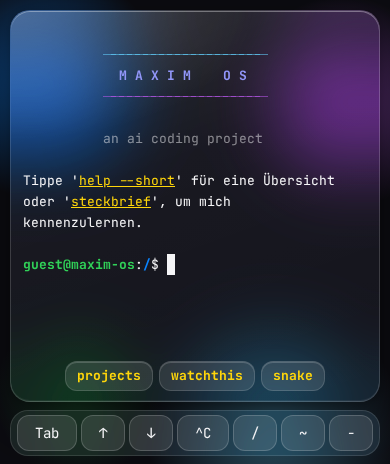 MAXIM OS
an ai coding project
Tippe 'help --short' für eine Übersicht
oder 'steckbrief', um mich
kennenzulernen.
guest@maxim-os:/$
projects watchthis snake
Tab ↑ ↓ ^C / ~ -